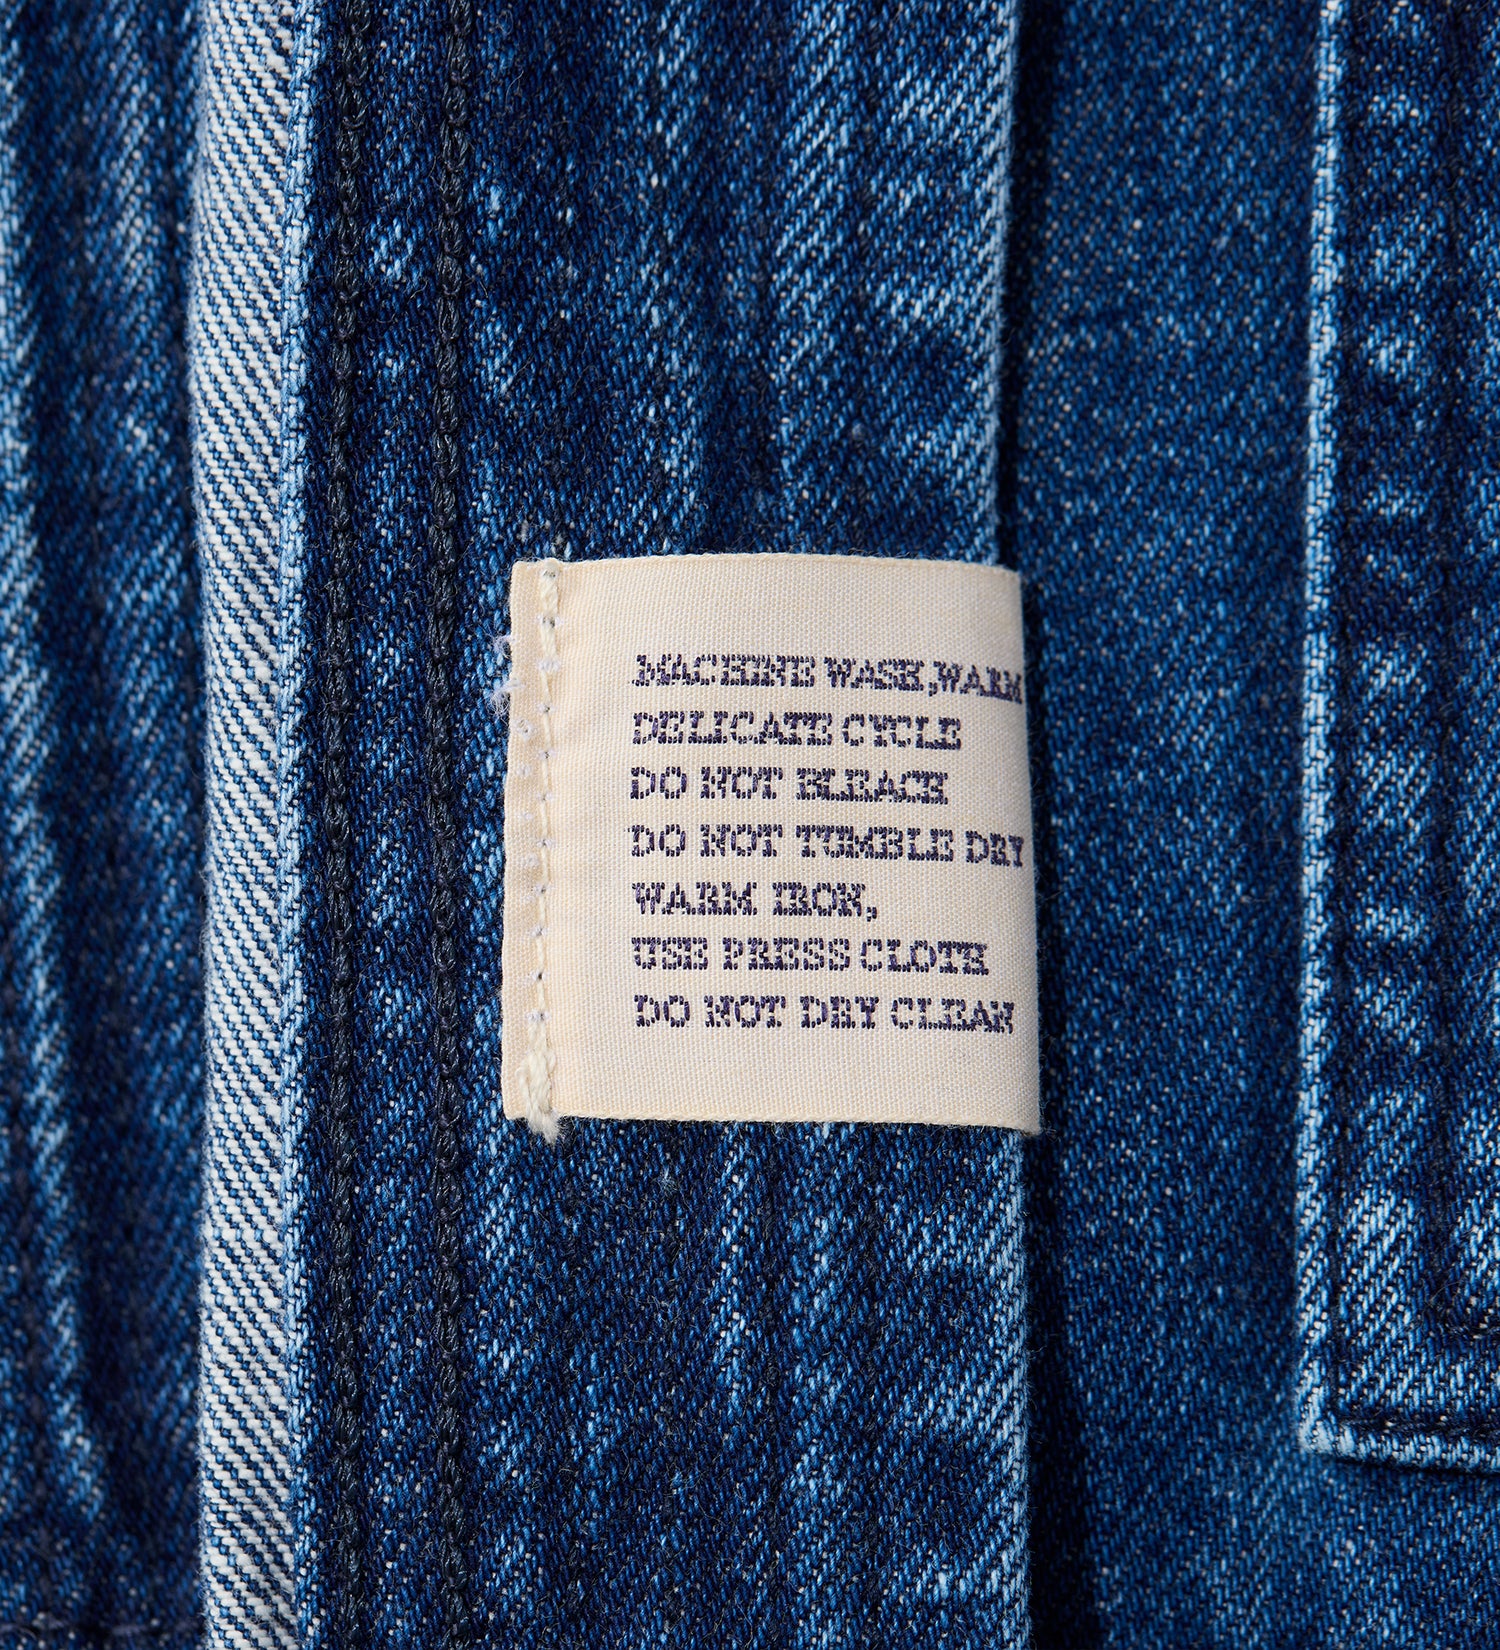 MACHINE WASH,WARM
DELICATE CYCLE
DO NOT BLEACH
DO NOT TUMBLE DRY
WARM IRON,
USE PRESS CLOTH
DO NOT DRY CLEAN